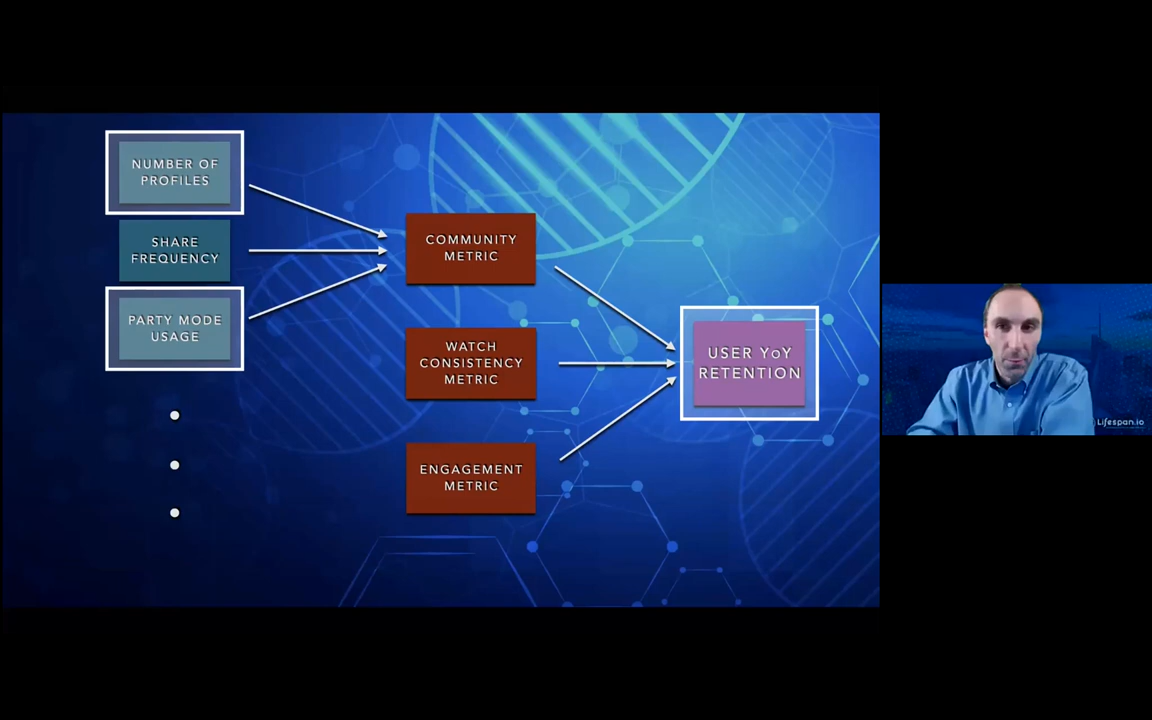 NUMBER OF
PROFILES
SHARE
FREQUENCY
PARTY MODE
USAGE
COMMUNITY
METRIC
WATCH
CONSISTENCY
METRIC
ENGAGEMENT
METRIC
USER YoY
RETENTION
Lifespan.io